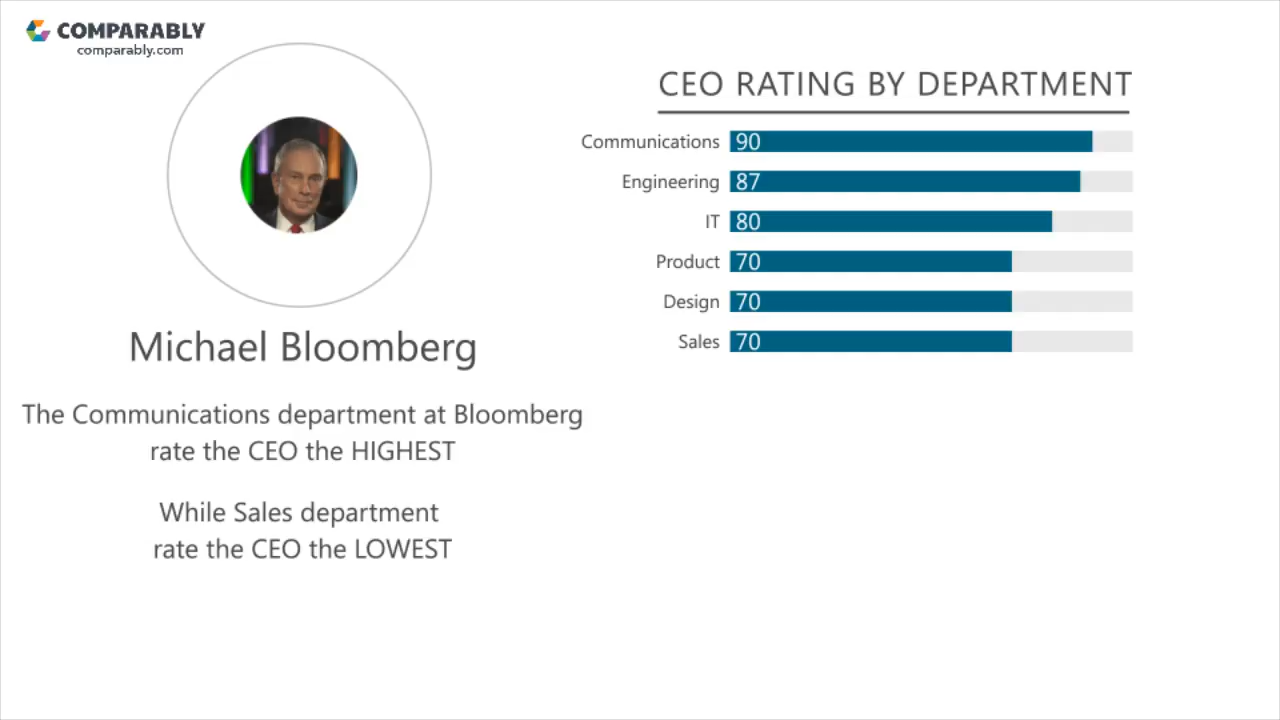 COMPARABLY
comparably.com
CEO RATING BY DEPARTMENT
Communications 90
Engineering 87
IT 80
Product 70
Design 70
Sales 70
Michael Bloomberg
The Communications department at Bloomberg
rate the CEO the HIGHEST
While Sales department
rate the CEO the LOWEST